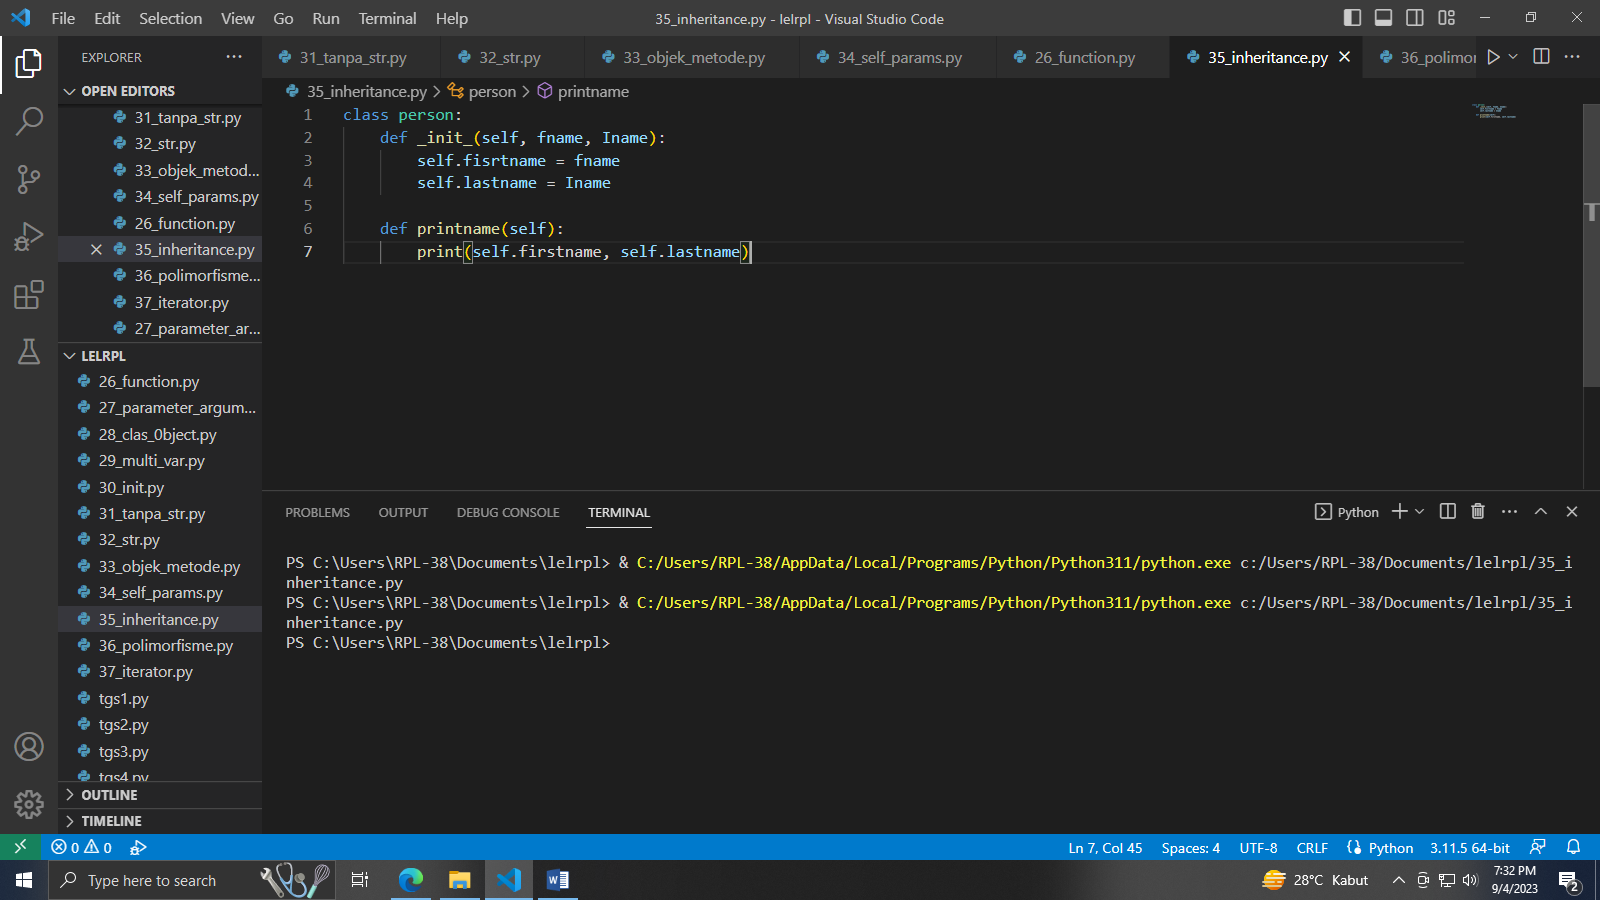 File Edit Selection View Go Run Terminal Help
35_inheritance.py - lelrpl - Visual Studio Code
EXPLORER
OPEN EDITORS
31_tanpa_str.py
32_str.py
33_objek_metod...
34_self_params.py
26_function.py
35_inheritance.py
36_polimorfisme...
37_iterator.py
27_parameter_ar...
LELRPL
26_function.py
27_parameter_argum...
28_clas_0bject.py
29_multi_var.py
30_init.py
31_tanpa_str.py
32_str.py
33_objek_metode.py
34_self_params.py
35_inheritance.py
36_polimorfisme.py
37_iterator.py
tgs1.py
tgs2.py
tgs3.py
tgs4.py
OUTLINE
TIMELINE
31_tanpa_str.py 32_str.py 33_objek_metode.py 34_self_params.py 26_function.py 35_inheritance.py 36_polimor
35_inheritance.py > person > printname
1 class person:
2 def _init_(self, fname, Iname):
3 self.fisrtname = fname
4 self.lastname = Iname
5
6 def printname(self):
7 print(self.firstname, self.lastname)
PROBLEMS OUTPUT DEBUG CONSOLE TERMINAL
Python
PS C:\Users\RPL-38\Documents\lelrpl> & C:/Users/RPL-38/AppData/Local/Programs/Python/Python311/python.exe c:/Users/RPL-38/Documents/lelrpl/35_i
nheritance.py
PS C:\Users\RPL-38\Documents\lelrpl> & C:/Users/RPL-38/AppData/Local/Programs/Python/Python311/python.exe c:/Users/RPL-38/Documents/lelrpl/35_i
nheritance.py
PS C:\Users\RPL-38\Documents\lelrpl>
0 0
Ln 7, Col 45 Spaces: 4 UTF-8 CRLF Python 3.11.5 64-bit
Type here to search
28°C Kabut
7:32 PM
9/4/2023
2